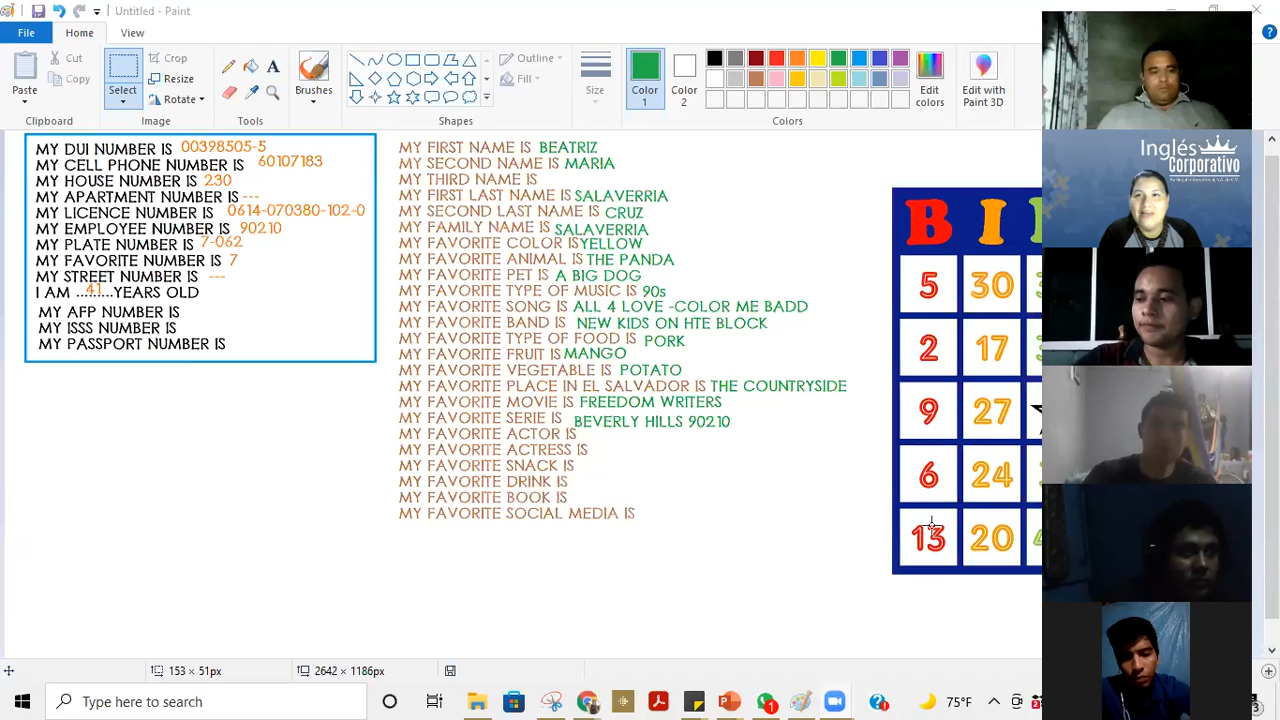 Untitled - Paint
File
Home
View
Paste
Cut
Copy
Clipboard
Select
Crop
Resize
Rotate
Image
Tools
Brushes
Shapes
Outline
Fill
Size
Color 1
Color 2
Colors
Edit colors
Edit with Paint 3D
MY DUI NUMBER IS 00398505-5
MY CELL PHONE NUMBER IS 60107183
MY HOUSE NUMBER IS 230
MY APARTMENT NUMBER IS ---
MY LICENCE NUMBER IS 0614-070380-102-0
MY EMPLOYEE NUMBER IS 90210
MY PLATE NUMBER IS 7-062
MY FAVORITE NUMBER IS 7
MY STREET NUMBER IS ---
I AM ...41...YEARS OLD
MY AFP NUMBER IS
MY ISSS NUMBER IS
MY PASSPORT NUMBER IS
MY FIRST NAME IS BEATRIZ
MY SECOND NAME IS MARIA
MY THIRD NAME IS
MY FIRST LAST NAME IS SALAVERRIA
MY SECOND LAST NAME IS CRUZ
MY FAMILY NAME IS SALAVERRIA
MY FAVORITE COLOR IS YELLOW
MY FAVORITE ANIMAL IS THE PANDA
MY FAVORITE PET IS A BIG DOG
MY FAVORITE TYPE OF MUSIC IS 90s
MY FAVORITE SONG IS ALL 4 LOVE -COLOR ME BADD
MY FAVORITE BAND IS NEW KIDS ON HTE BLOCK
MY FAVORITE TYPE OF FOOD IS PORK
MY FAVORITE FRUIT IS MANGO
MY FAVORITE VEGETABLE IS POTATO
MY FAVORITE PLACE IN EL SALVADOR IS THE COUNTRYSIDE
MY FAVORITE MOVIE IS FREEDOM WRITERS
MY FAVORITE SERIE IS BEVERLY HILLS 90210
MY FAVORITE ACTOR IS
MY FAVORITE ACTRESS IS
MY FAVORITE SNACK IS
MY FAVORITE DRINK IS
MY FAVORITE BOOK IS
MY FAVORITE SOCIAL MEDIA IS
B I
5 30
2 17
9 27
6 24
13 20
Inglés
Corporativo
153 × 51px
2642 × 1186px
Type here to search
1
75°F